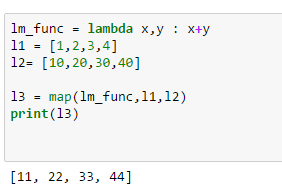 lm_func = lambda x,y : x+y
l1 = [1,2,3,4]
l2= [10,20,30,40]
l3 = map(lm_func,l1,l2)
print(l3)
[11, 22, 33, 44]